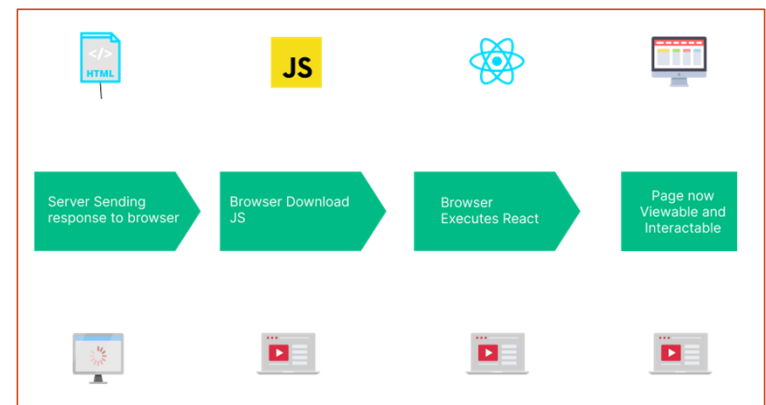 </>
HTML
JS
Server Sending
response to browser
Browser Download
JS
Browser
Executes React
Page now
Viewable and
Interactable